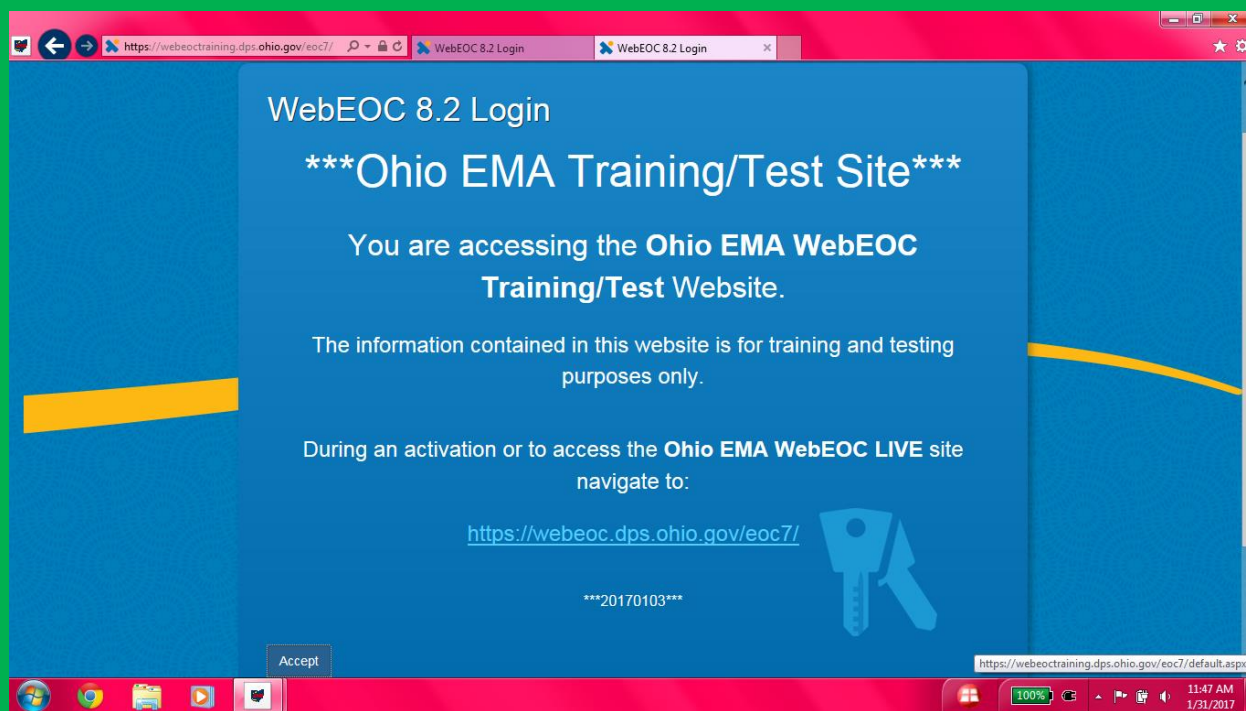 https://webeoctraining.dps.ohio.gov/eoc7/
WebEOC 8.2 Login
WebEOC 8.2 Login
WebEOC 8.2 Login
***Ohio EMA Training/Test Site***
You are accessing the Ohio EMA WebEOC
Training/Test Website.
The information contained in this website is for training and testing
purposes only.
During an activation or to access the Ohio EMA WebEOC LIVE site
navigate to:
https://webeoc.dps.ohio.gov/eoc7/
***20170103***
Accept
https://webeoctraining.dps.ohio.gov/eoc7/default.aspx
100%
11:47 AM
1/31/2017